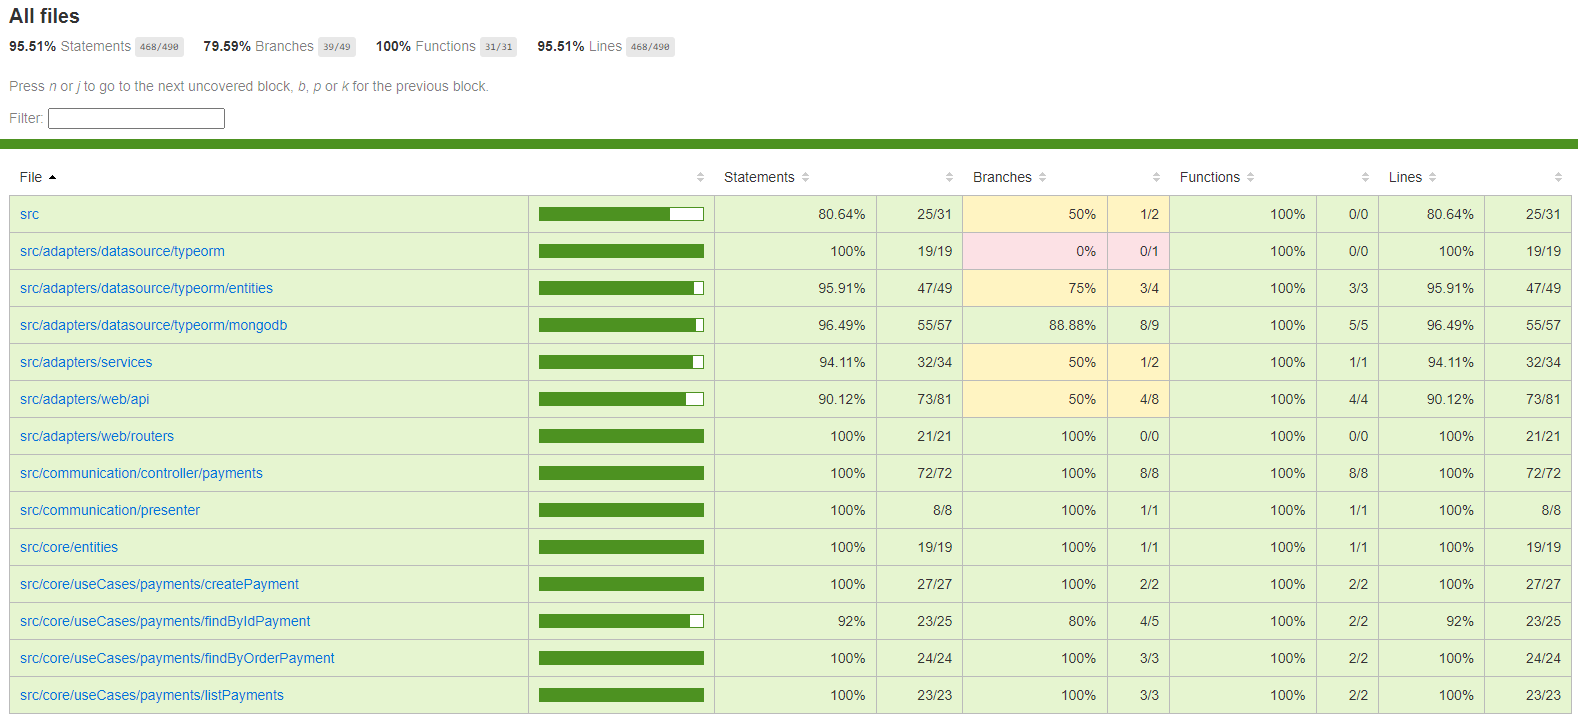 All files
95.51% Statements 468/490 79.59% Branches 39/49 100% Functions 31/31 95.51% Lines 468/490
Press n or j to go to the next uncovered block, b, p or k for the previous block.
Filter:
File Statements Branches Functions Lines
src 80.64% 25/31 50% 1/2 100% 0/0 80.64% 25/31
src/adapters/datasource/typeorm 100% 19/19 0% 0/1 100% 0/0 100% 19/19
src/adapters/datasource/typeorm/entities 95.91% 47/49 75% 3/4 100% 3/3 95.91% 47/49
src/adapters/datasource/typeorm/mongodb 96.49% 55/57 88.88% 8/9 100% 5/5 96.49% 55/57
src/adapters/services 94.11% 32/34 50% 1/2 100% 1/1 94.11% 32/34
src/adapters/web/api 90.12% 73/81 50% 4/8 100% 4/4 90.12% 73/81
src/adapters/web/routers 100% 21/21 100% 0/0 100% 0/0 100% 21/21
src/communication/controller/payments 100% 72/72 100% 8/8 100% 8/8 100% 72/72
src/communication/presenter 100% 8/8 100% 1/1 100% 1/1 100% 8/8
src/core/entities 100% 19/19 100% 1/1 100% 1/1 100% 19/19
src/core/useCases/payments/createPayment 100% 27/27 100% 2/2 100% 2/2 100% 27/27
src/core/useCases/payments/findByIdPayment 92% 23/25 80% 4/5 100% 2/2 92% 23/25
src/core/useCases/payments/findByOrderPayment 100% 24/24 100% 3/3 100% 2/2 100% 24/24
src/core/useCases/payments/listPayments 100% 23/23 100% 3/3 100% 2/2 100% 23/23